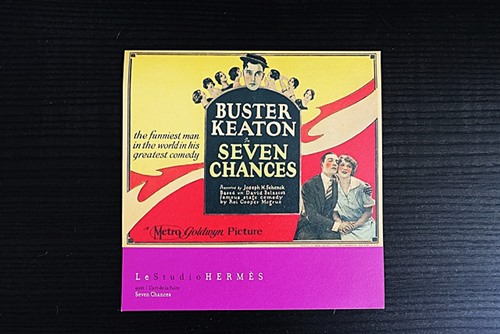 BUSTER
KEATON
In
SEVEN
CHANCES
the funniest man
in the world in his
greatest comedy
Presented by Joseph M. Schenck
Based on David Belasco's
famous stage comedy
by Roi Cooper Megrue
A Metro Goldwyn Picture
Le Studio HERMÈS
Seven Chances